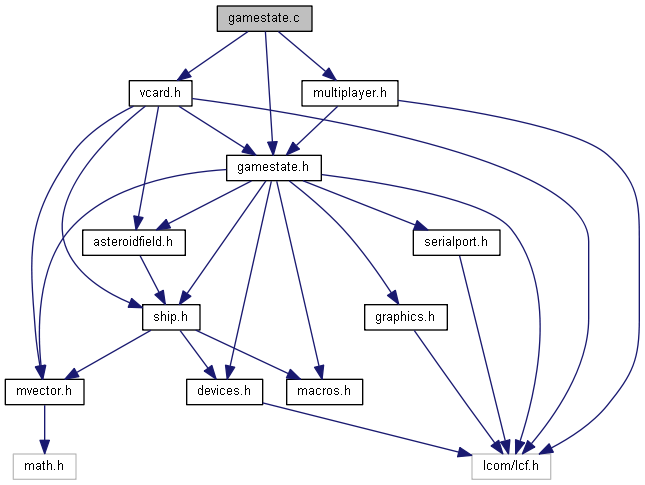 gamestate.c
vcard.h
multiplayer.h
gamestate.h
asteroidfield.h
serialport.h
ship.h
graphics.h
mvector.h
devices.h
macros.h
math.h
lcom/lcf.h